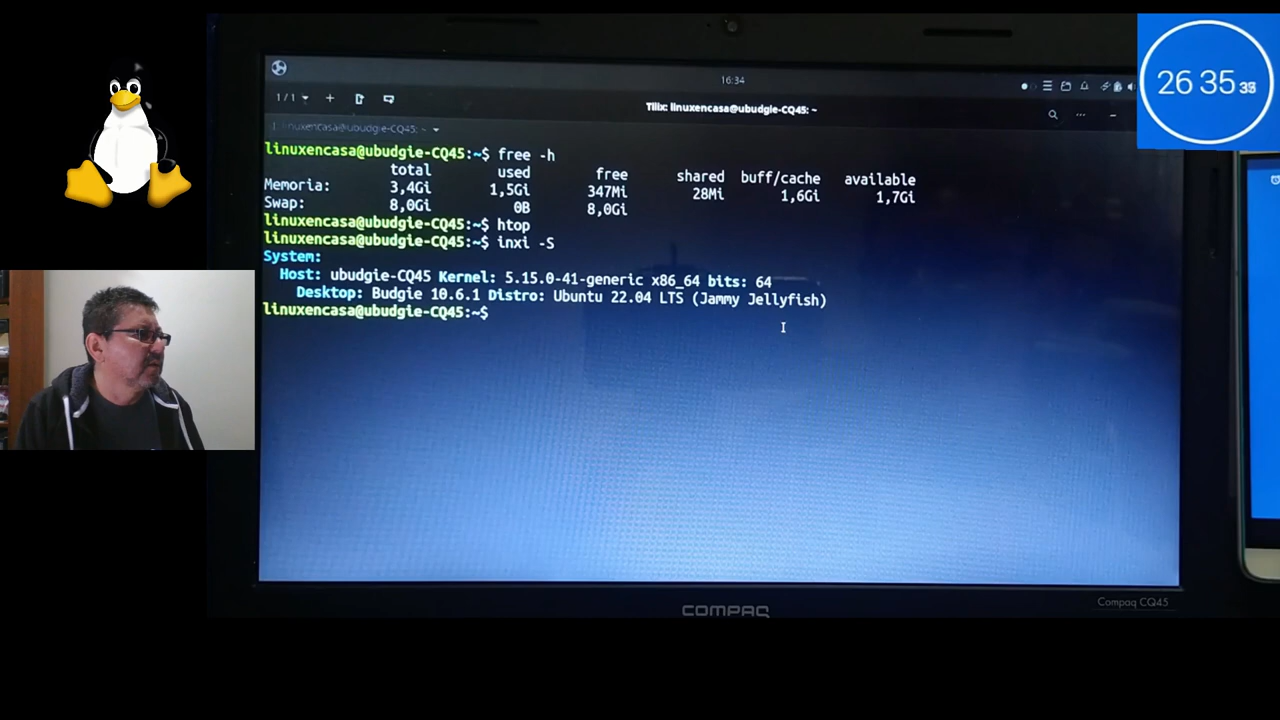 26 35 35
16:34
1/1
Tilix: linuxencasa@ubudgie-CQ45: ~
1 linuxencasa@ubudgie-CQ45: ~
linuxencasa@ubudgie-CQ45:~$ free -h
total used free shared buff/cache available
Memoria: 3,4Gi 1,5Gi 347Mi 28Mi 1,6Gi 1,7Gi
Swap: 8,0Gi 0B 8,0Gi
linuxencasa@ubudgie-CQ45:~$ htop
linuxencasa@ubudgie-CQ45:~$ inxi -S
System:
Host: ubudgie-CQ45 Kernel: 5.15.0-41-generic x86_64 bits: 64
Desktop: Budgie 10.6.1 Distro: Ubuntu 22.04 LTS (Jammy Jellyfish)
linuxencasa@ubudgie-CQ45:~$
COMPAQ
Compaq CQ45